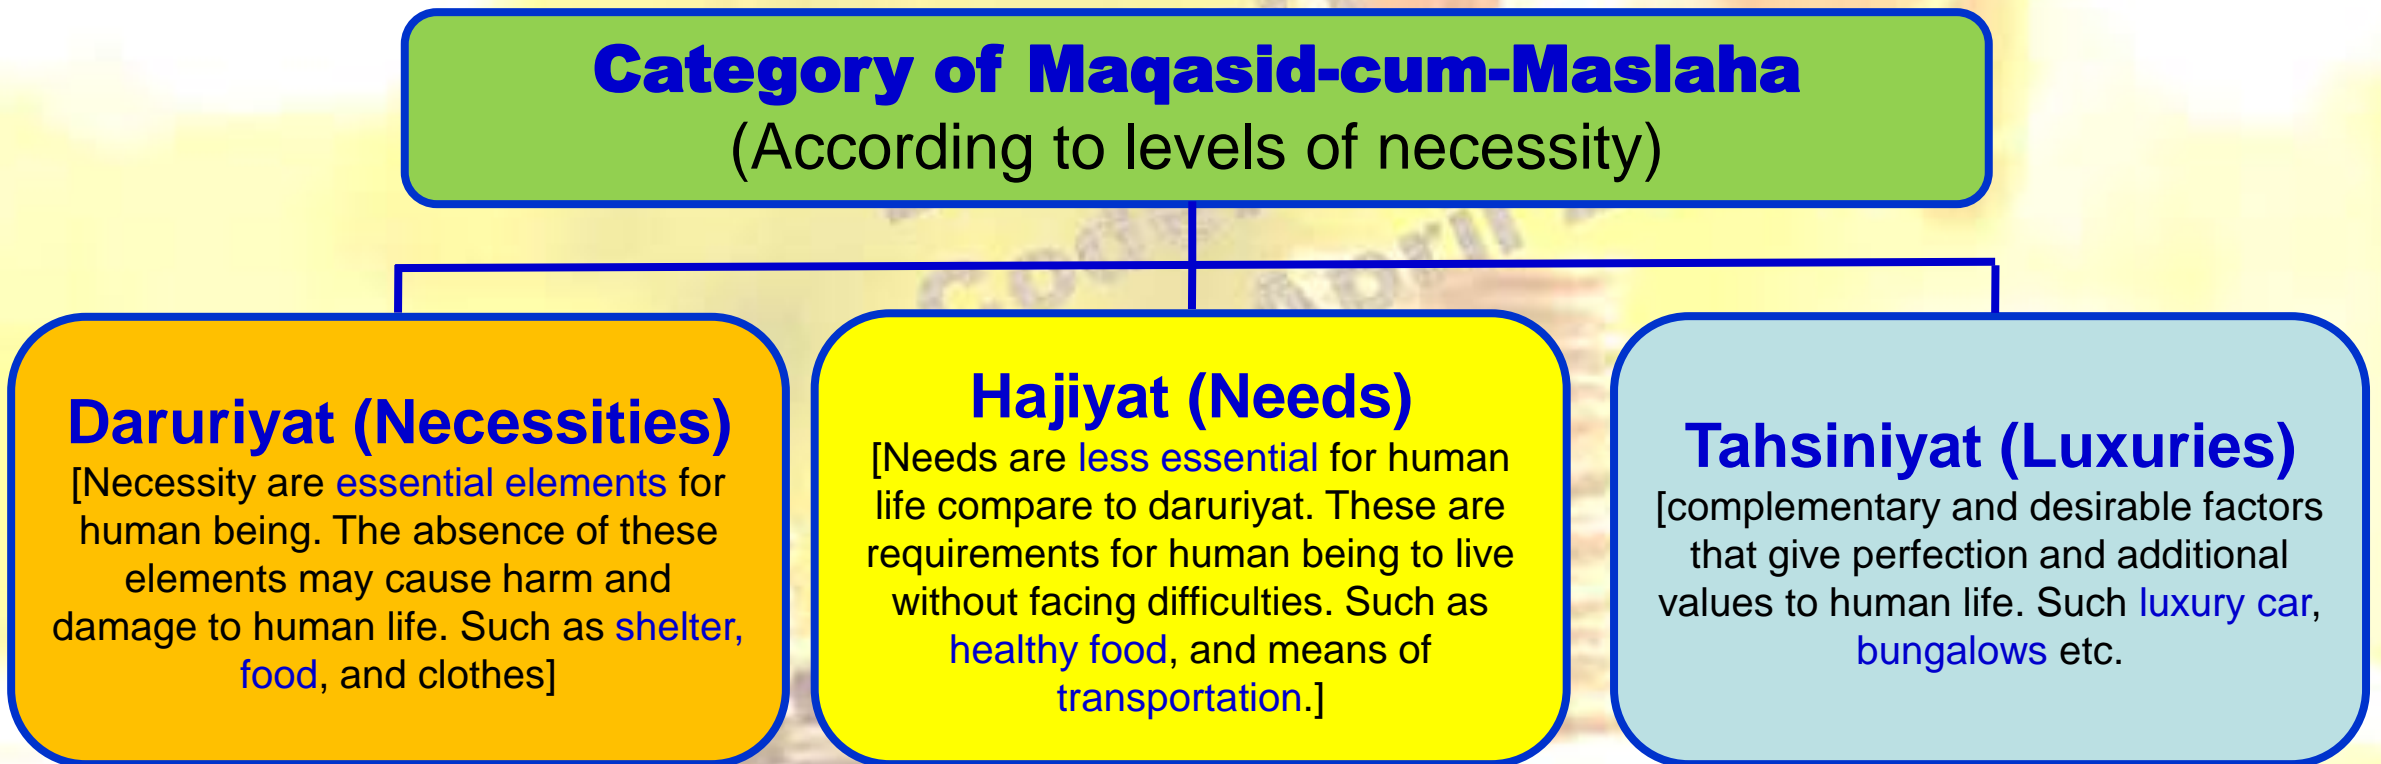 Category of Maqasid-cum-Maslaha
(According to levels of necessity)
Daruriyat (Necessities)
[Necessity are essential elements for
human being. The absence of these
elements may cause harm and
damage to human life. Such as shelter,
food, and clothes]
Hajiyat (Needs)
[Needs are less essential for human
life compare to daruriyat. These are
requirements for human being to live
without facing difficulties. Such as
healthy food, and means of
transportation.]
Tahsiniyat (Luxuries)
[complementary and desirable factors
that give perfection and additional
values to human life. Such luxury car,
bungalows etc.
April